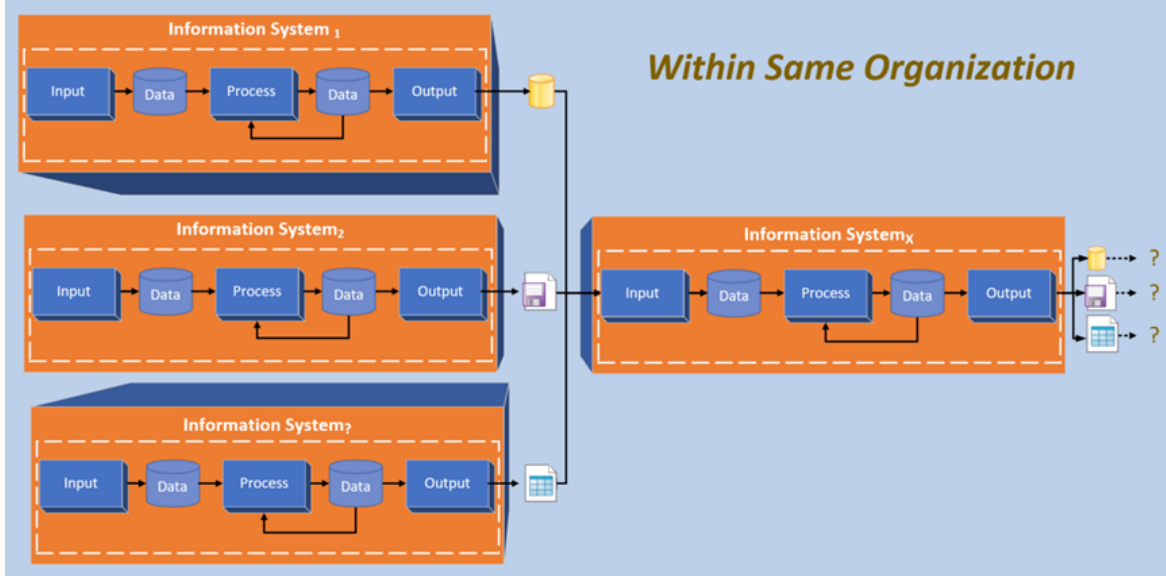 Information System 1
Within Same Organization
Input Data Process Data Output
Information System2
Input Data Process Data Output
Information SystemX
Input Data Process Data Output
?
?
?
Information System?
Input Data Process Data Output